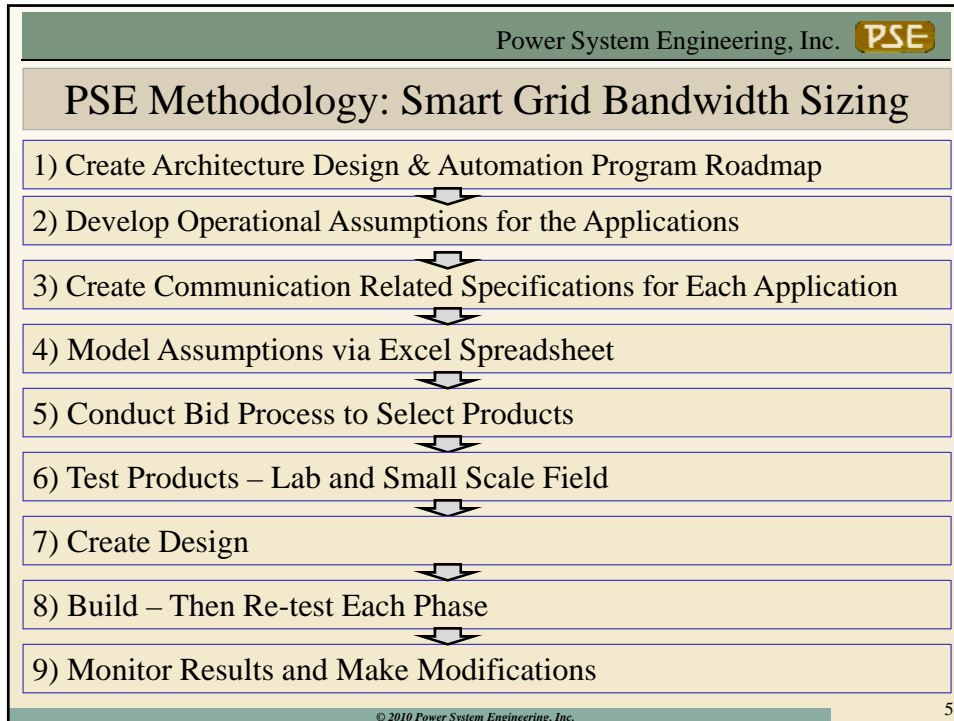 Power System Engineering, Inc. PSE
PSE Methodology: Smart Grid Bandwidth Sizing
1) Create Architecture Design & Automation Program Roadmap
2) Develop Operational Assumptions for the Applications
3) Create Communication Related Specifications for Each Application
4) Model Assumptions via Excel Spreadsheet
5) Conduct Bid Process to Select Products
6) Test Products – Lab and Small Scale Field
7) Create Design
8) Build – Then Re-test Each Phase
9) Monitor Results and Make Modifications
© 2010 Power System Engineering, Inc.
5